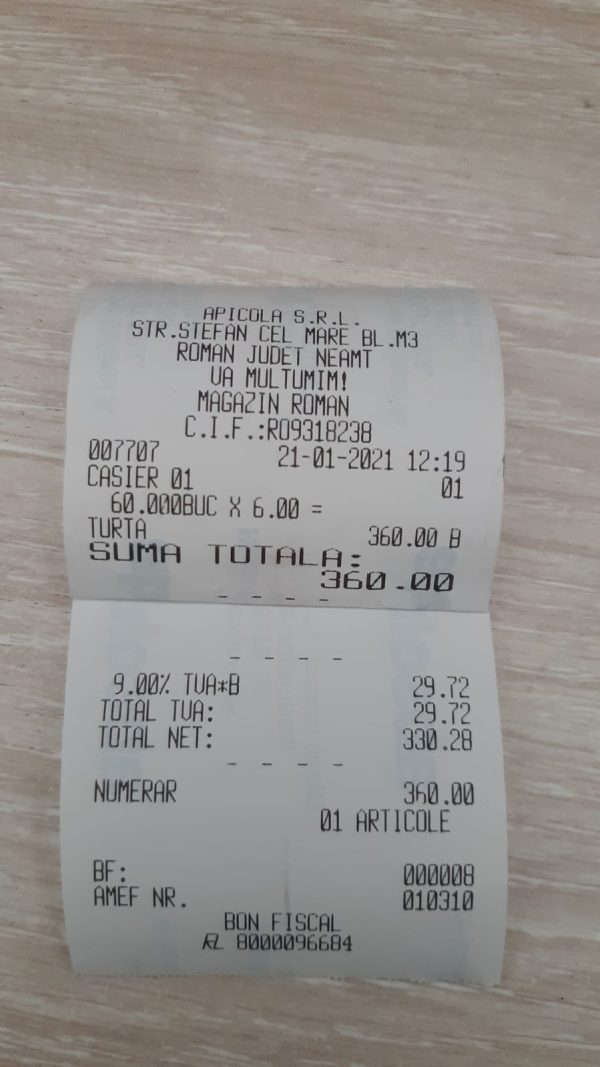 APICOLA S.R.L.
STR.STEFAN CEL MARE BL.M3
ROMAN JUDET NEAMT
VA MULTUMIM!
MAGAZIN ROMAN
C.I.F.:RO9318238
007707 21-01-2021 12:19
CASIER 01 01
60.000BUC X 6.00 =
TURTA 360.00 B
SUMA TOTALA:
360.00
- - - -
- - - -
9.00% TVA*B 29.72
TOTAL TVA: 29.72
TOTAL NET: 330.28
- - - -
NUMERAR 360.00
01 ARTICOLE
BF: 000008
AMEF NR. 010310
BON FISCAL
8000096684